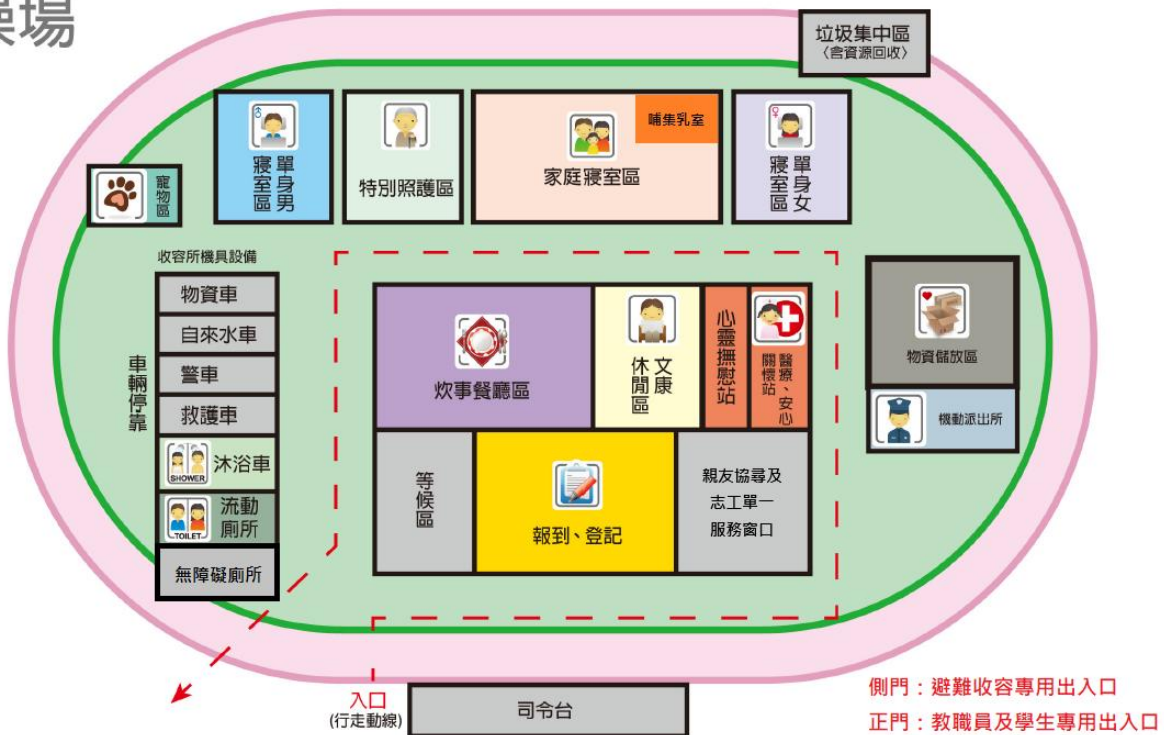 操場
垃圾集中區
〈含資源回收〉
單身男
寢室區
特別照護區
家庭寢室區
哺集乳室
單身女
寢室區
寵物區
收容所機具設備
車輛停靠
物資車
自來水車
警車
救護車
SHOWER
沐浴車
TOILET
流動
廁所
無障礙廁所
炊事餐廳區
文康
休閒區
心靈撫慰站
醫療、安心
關懷站
等候區
報到、登記
親友協尋及
志工單一
服務窗口
物資儲放區
機動派出所
入口
(行走動線)
司令台
側門：避難收容專用出入口
正門：教職員及學生專用出入口